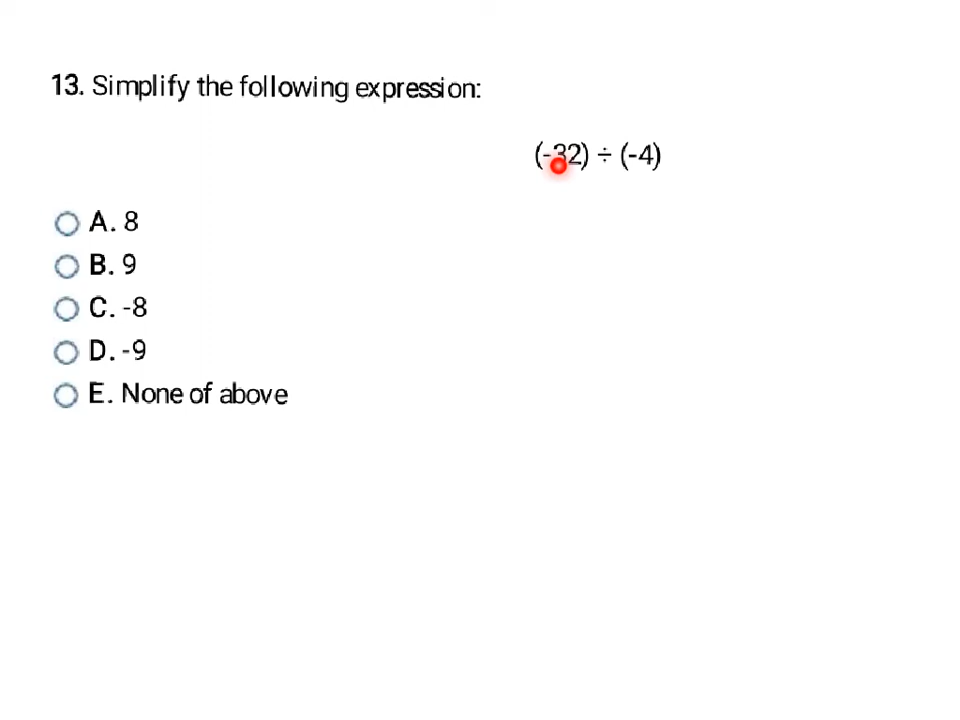 13. Simplify the following expression:
(-32) ÷ (-4)
A. 8
B. 9
C. -8
D. -9
E. None of above